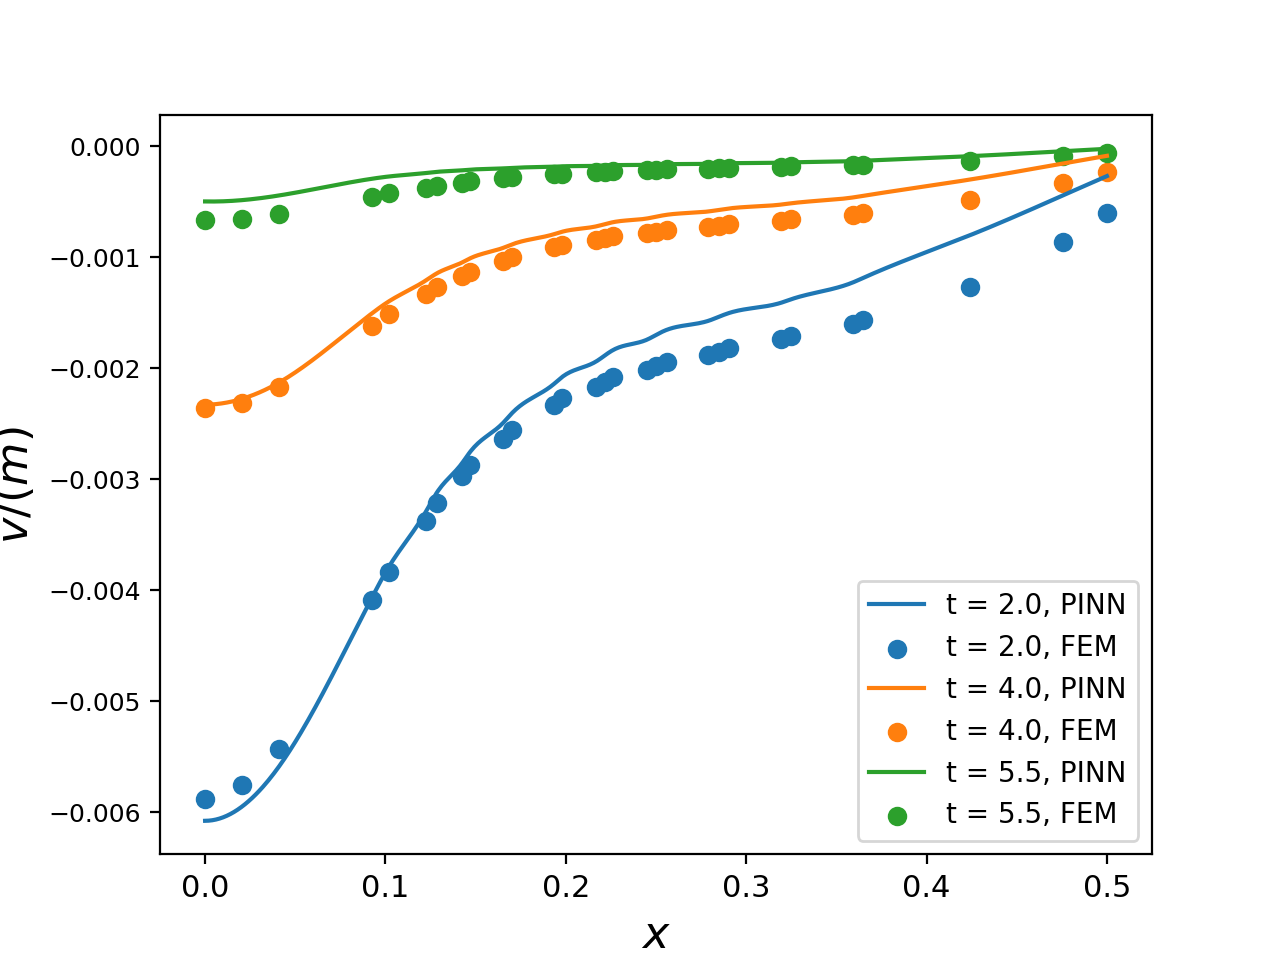 0.000
−0.001
−0.002
−0.003
−0.004
−0.005
−0.006
v/(m)
0.0 0.1 0.2 0.3 0.4 0.5
x
t = 2.0, PINN
t = 2.0, FEM
t = 4.0, PINN
t = 4.0, FEM
t = 5.5, PINN
t = 5.5, FEM